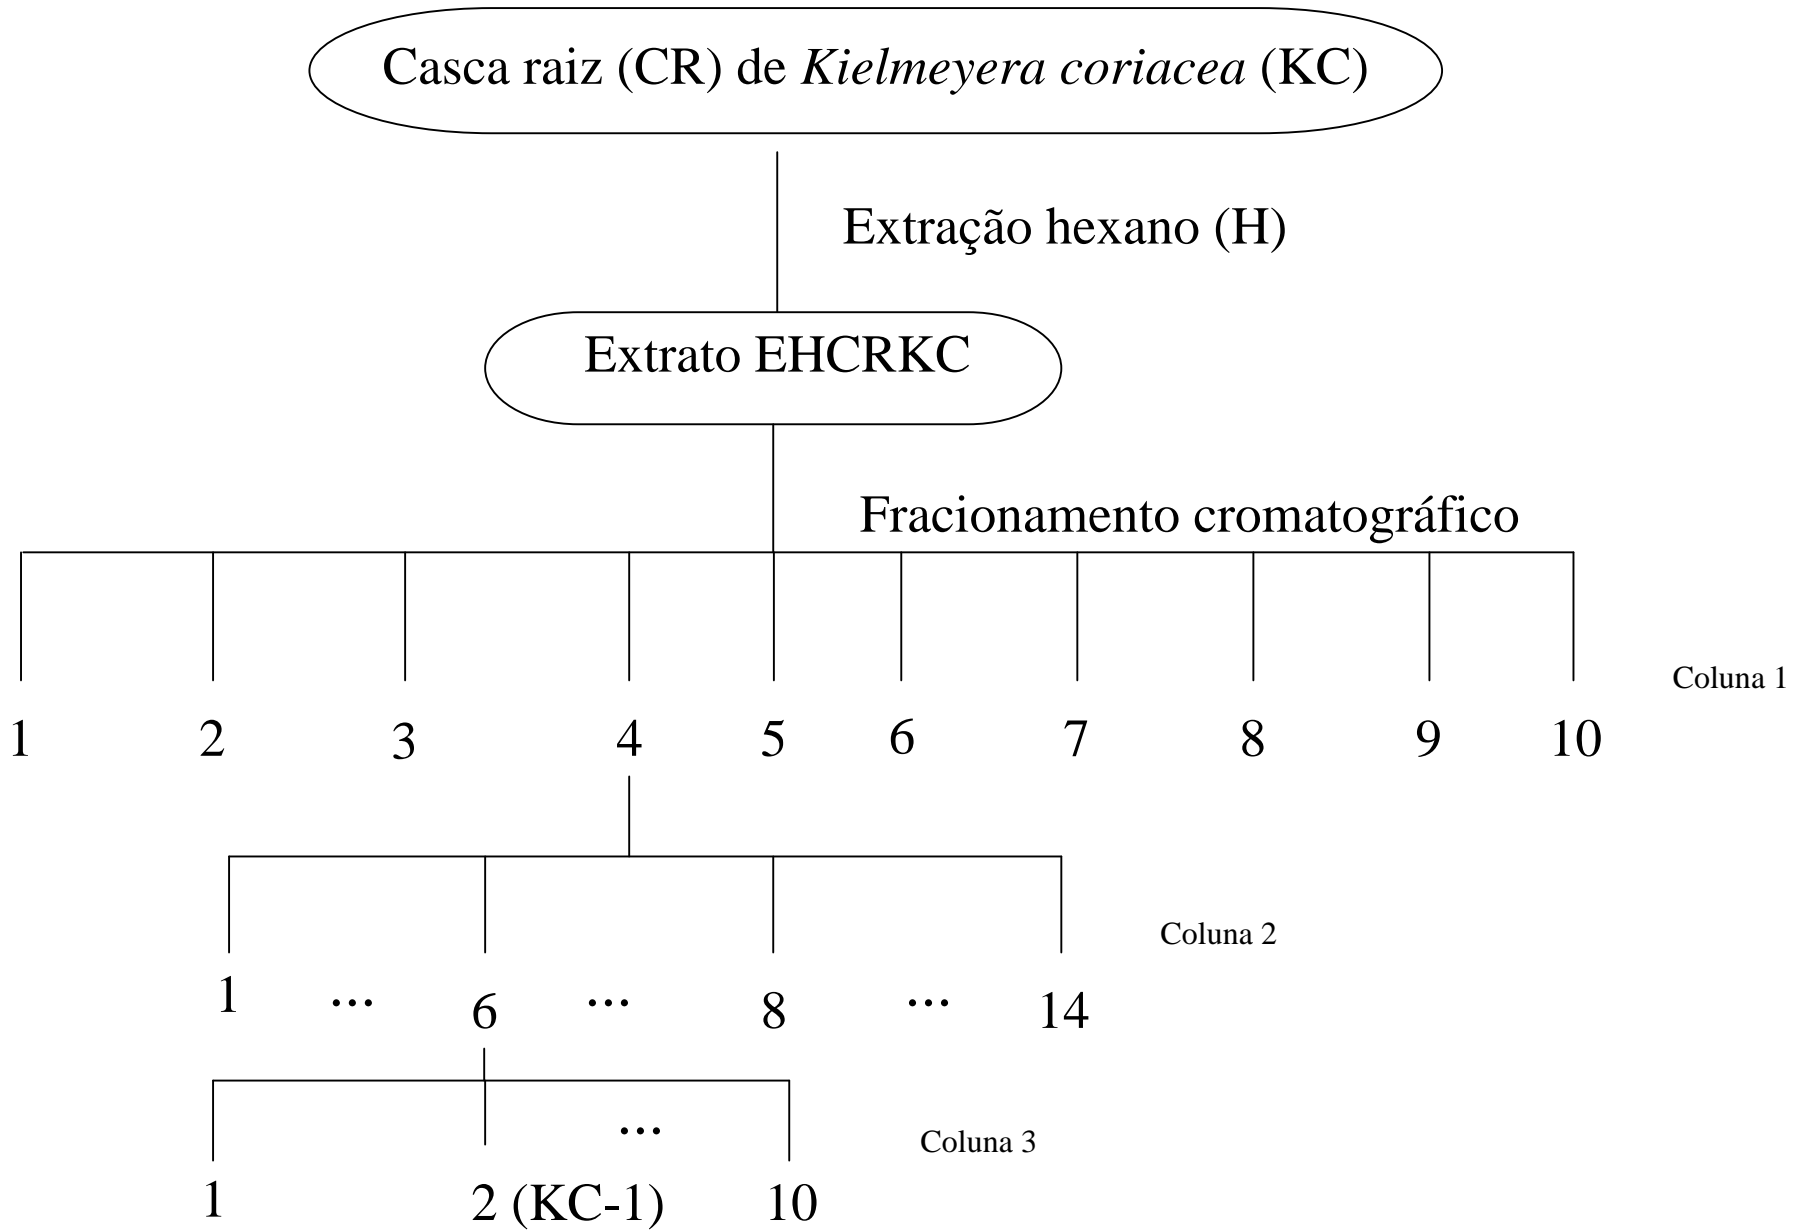 Casca raiz (CR) de Kielmeyera coriacea (KC)
Extração hexano (H)
Extrato EHCRKC
Fracionamento cromatográfico
Coluna 1
1 2 3 4 5 6 7 8 9 10
Coluna 2
1 ... 6 ... 8 ... 14
...
Coluna 3
1 2 (KC-1) 10